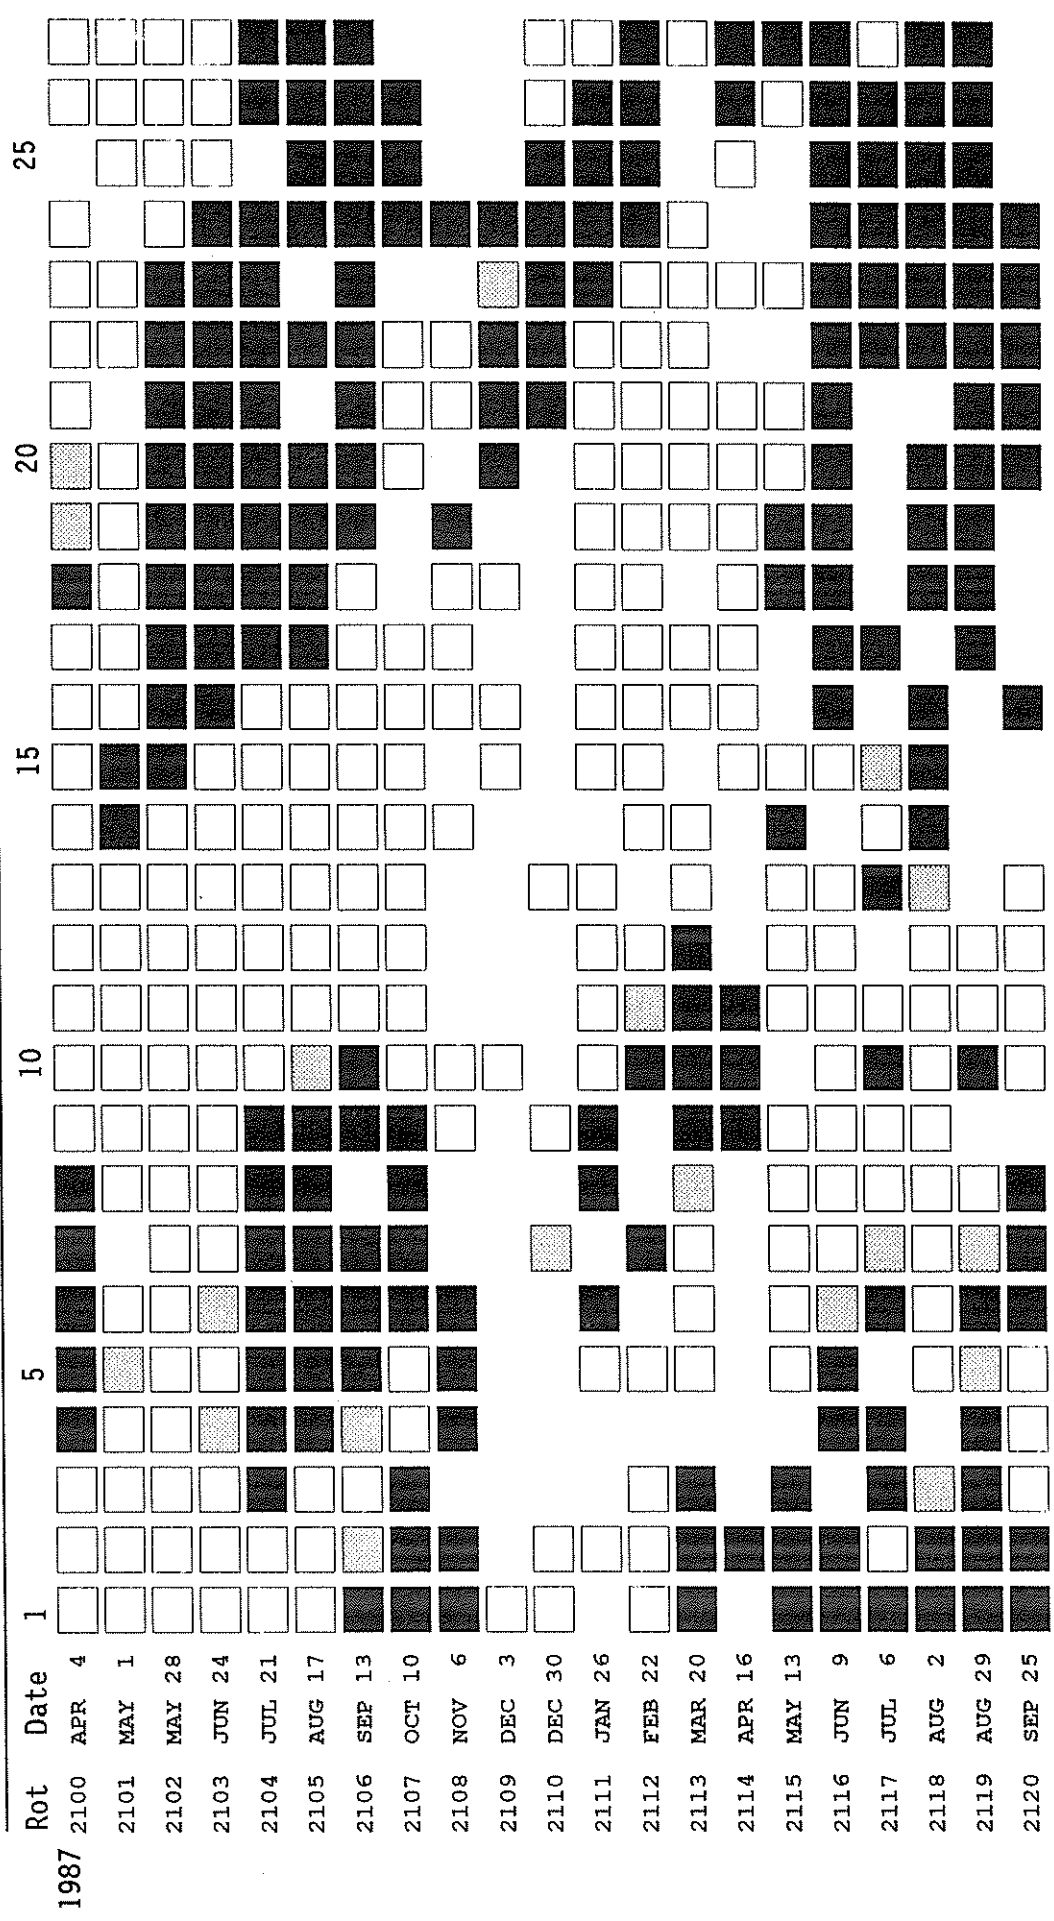 Rot Date 1 5 10 15 20 25
1987
2100 APR 4
2101 MAY 1
2102 MAY 28
2103 JUN 24
2104 JUL 21
2105 AUG 17
2106 SEP 13
2107 OCT 10
2108 NOV 6
2109 DEC 3
2110 DEC 30
2111 JAN 26
2112 FEB 22
2113 MAR 20
2114 APR 16
2115 MAY 13
2116 JUN 9
2117 JUL 6
2118 AUG 2
2119 AUG 29
2120 SEP 25